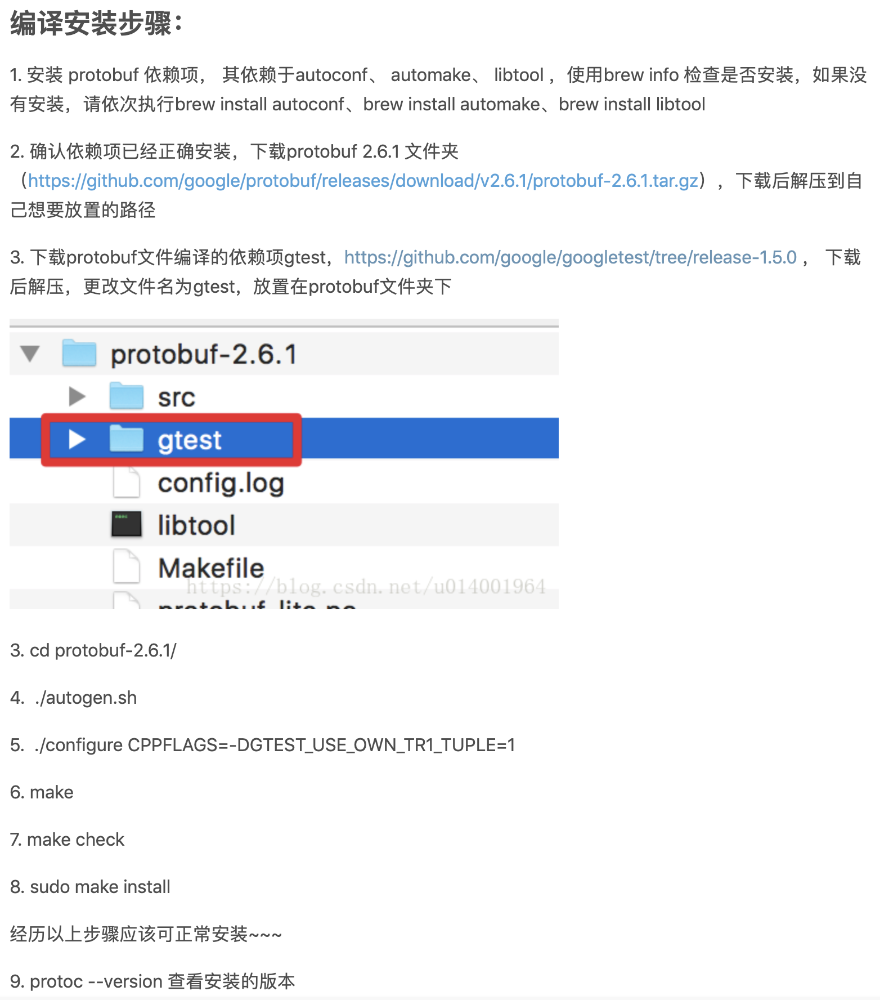 编译安装步骤：
1. 安装 protobuf 依赖项， 其依赖于autoconf、 automake、 libtool ，使用brew info 检查是否安装，如果没
有安装，请依次执行brew install autoconf、brew install automake、brew install libtool
2. 确认依赖项已经正确安装，下载protobuf 2.6.1 文件夹
（https://github.com/google/protobuf/releases/download/v2.6.1/protobuf-2.6.1.tar.gz），下载后解压到自
己想要放置的路径
3. 下载protobuf文件编译的依赖项gtest，https://github.com/google/googletest/tree/release-1.5.0 ， 下载
后解压，更改文件名为gtest，放置在protobuf文件夹下
protobuf-2.6.1
src
gtest
config.log
libtool
Makefile
https://blog.csdn.net/u014001964
3. cd protobuf-2.6.1/
4.  ./autogen.sh
5.  ./configure CPPFLAGS=-DGTEST_USE_OWN_TR1_TUPLE=1
6. make
7. make check
8. sudo make install
经历以上步骤应该可正常安装~~~
9. protoc --version 查看安装的版本